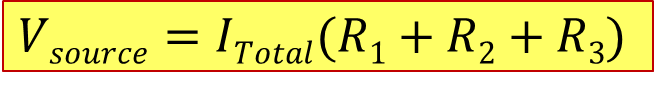 V_source = I_Total(R_1 + R_2 + R_3)